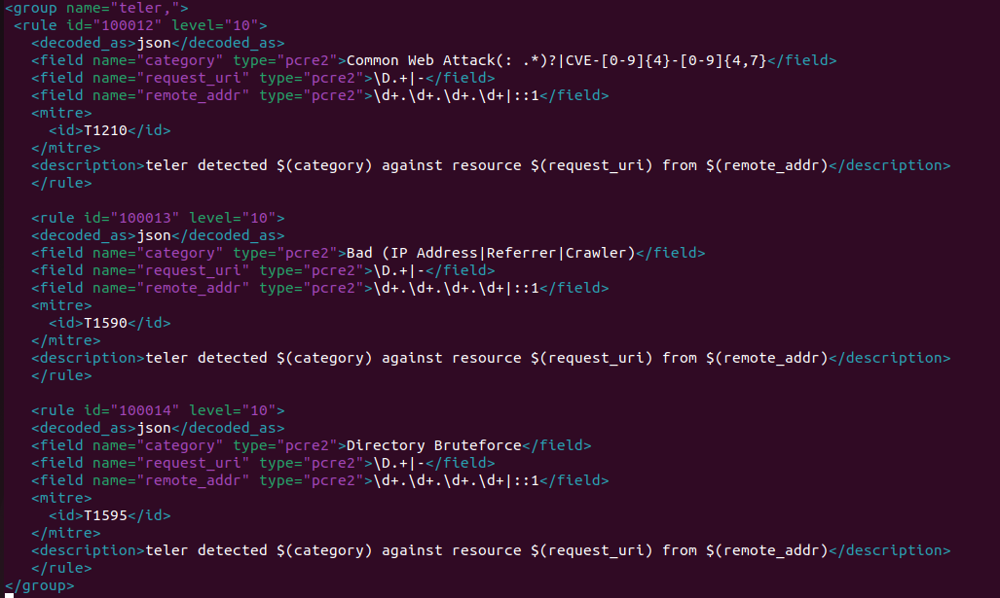 <group name="teler,">
 <rule id="100012" level="10">
   <decoded_as>json</decoded_as>
   <field name="category" type="pcre2">Common Web Attack(: .*)?|CVE-[0-9]{4}-[0-9]{4,7}</field>
   <field name="request_uri" type="pcre2">\D.+|-</field>
   <field name="remote_addr" type="pcre2">\d+.\d+.\d+.\d+|::1</field>
   <mitre>
     <id>T1210</id>
   </mitre>
   <description>teler detected $(category) against resource $(request_uri) from $(remote_addr)</description>
   </rule>

   <rule id="100013" level="10">
   <decoded_as>json</decoded_as>
   <field name="category" type="pcre2">Bad (IP Address|Referrer|Crawler)</field>
   <field name="request_uri" type="pcre2">\D.+|-</field>
   <field name="remote_addr" type="pcre2">\d+.\d+.\d+.\d+|::1</field>
   <mitre>
     <id>T1590</id>
   </mitre>
   <description>teler detected $(category) against resource $(request_uri) from $(remote_addr)</description>
   </rule>

   <rule id="100014" level="10">
   <decoded_as>json</decoded_as>
   <field name="category" type="pcre2">Directory Bruteforce</field>
   <field name="request_uri" type="pcre2">\D.+|-</field>
   <field name="remote_addr" type="pcre2">\d+.\d+.\d+.\d+|::1</field>
   <mitre>
     <id>T1595</id>
   </mitre>
   <description>teler detected $(category) against resource $(request_uri) from $(remote_addr)</description>
   </rule>
</group>